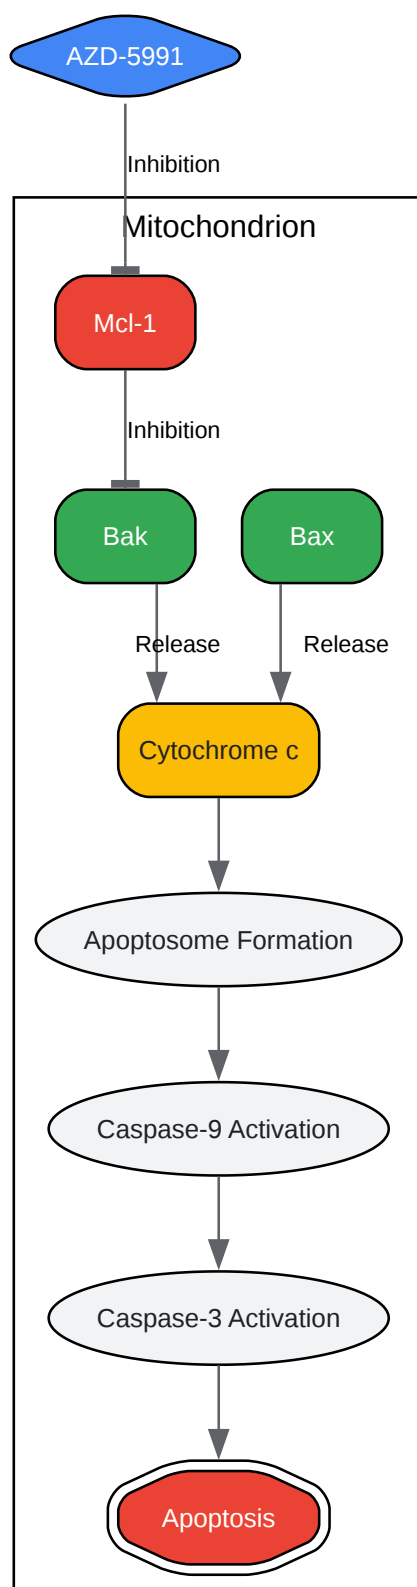 AZD-5991
Inhibition
Mitochondrion
Mcl-1
Inhibition
Bak
Bax
Release
Release
Cytochrome c
Apoptosome Formation
Caspase-9 Activation
Caspase-3 Activation
Apoptosis